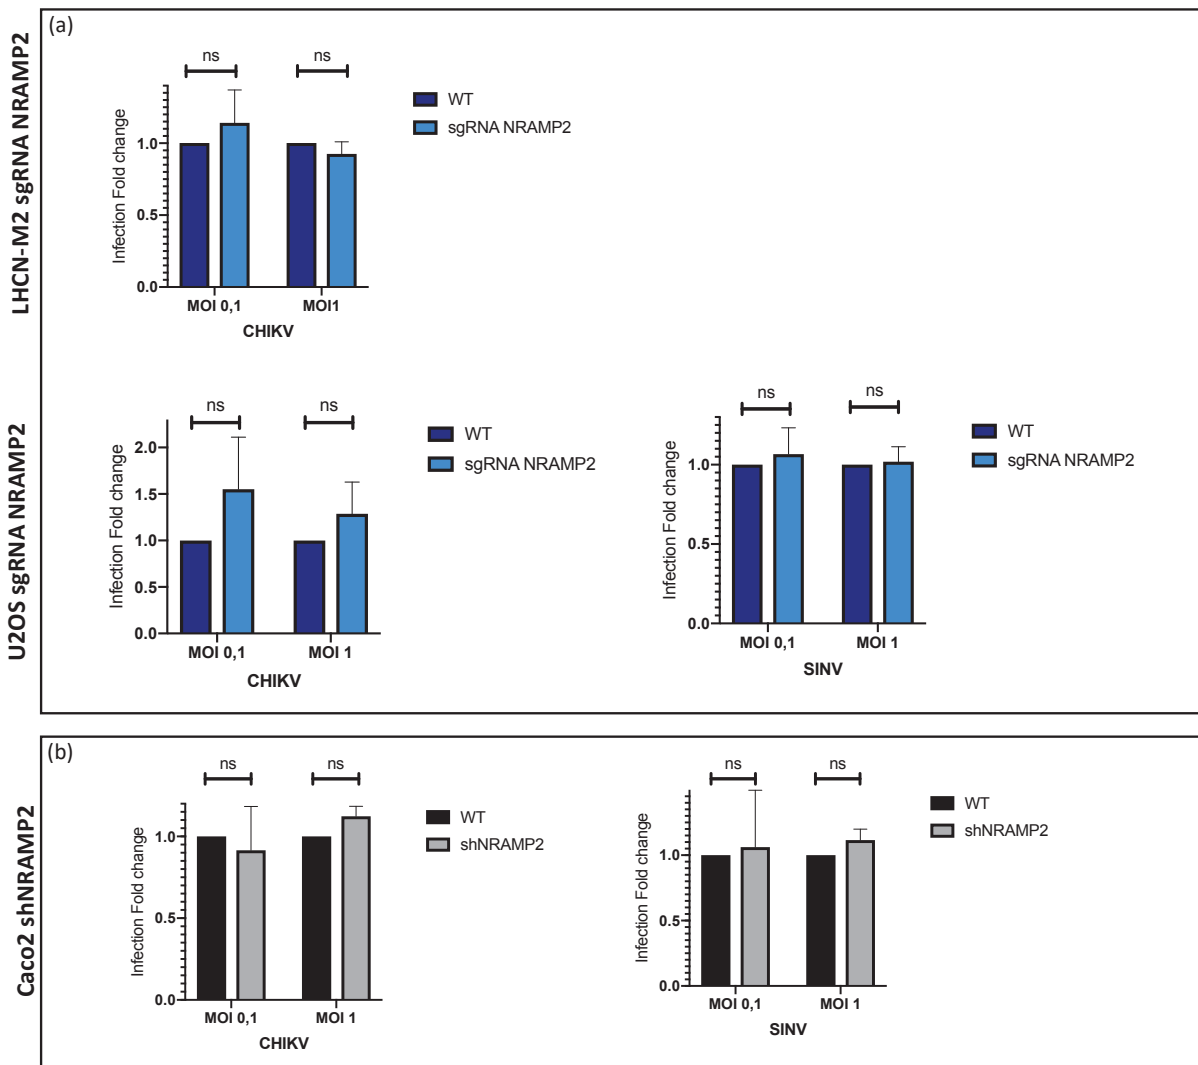 (a)
LHCN-M2 sgRNA NRAMP2
ns
ns
Infection Fold change
1.0
0.5
0.0
MOI 0,1
MOI1
CHIKV
WT
sgRNA NRAMP2
U2OS sgRNA NRAMP2
ns
ns
Infection Fold change
2.0
1.5
1.0
0.5
0.0
MOI 0,1
MOI 1
CHIKV
WT
sgRNA NRAMP2
ns
ns
Infection Fold change
1.0
0.5
0.0
MOI 0,1
MOI 1
SINV
WT
sgRNA NRAMP2
(b)
Caco2 shNRAMP2
ns
ns
Infection Fold change
1.0
0.5
0.0
MOI 0,1
MOI 1
CHIKV
WT
shNRAMP2
ns
ns
Infection Fold change
1.0
0.5
0.0
MOI 0,1
MOI 1
SINV
WT
shNRAMP2